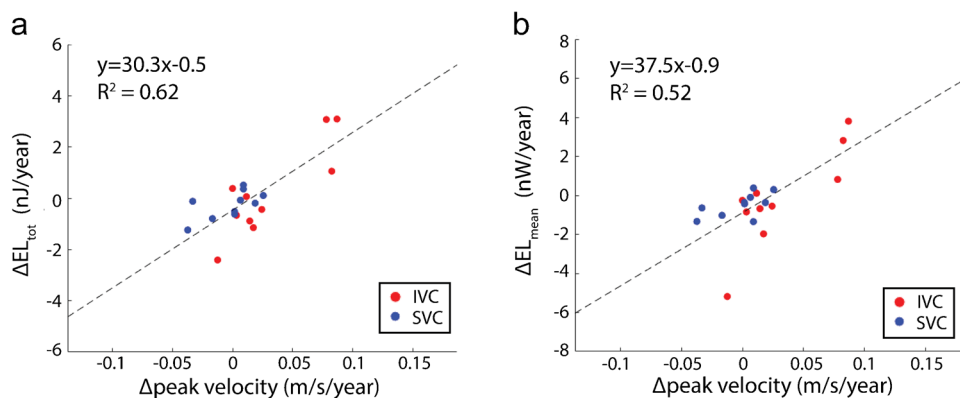 a
y=30.3x-0.5
R² = 0.62
6
4
2
0
-2
-4
-6
ΔELtot (nJ/year)
-0.1
-0.05
0
0.05
0.1
0.15
Δpeak velocity (m/s/year)
IVC
SVC
b
y=37.5x-0.9
R² = 0.52
8
6
4
2
0
-2
-4
-6
-8
ΔELmean (nW/year)
-0.1
-0.05
0
0.05
0.1
0.15
Δpeak velocity (m/s/year)
IVC
SVC